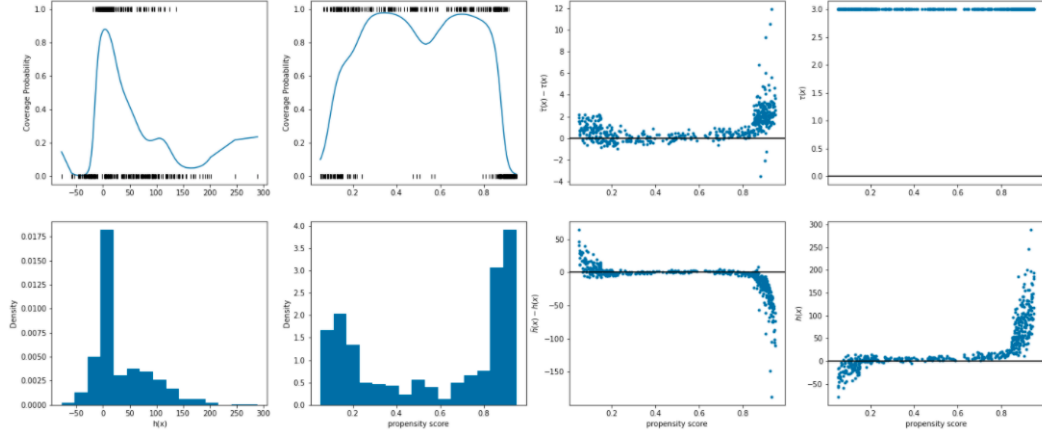 1.0
0.8
0.6
0.4
0.2
0.0
Coverage Probability
−50 0 50 100 150 200 250 300
1.0
0.8
0.6
0.4
0.2
0.0
Coverage Probability
0.2 0.4 0.6 0.8
12
10
8
6
4
2
0
−2
−4
τ̂(x) − τ(x)
0.2 0.4 0.6 0.8
3.0
2.5
2.0
1.5
1.0
0.5
0.0
τ(x)
0.2 0.4 0.6 0.8
0.0175
0.0150
0.0125
0.0100
0.0075
0.0050
0.0025
0.0000
Density
−50 0 50 100 150 200 250 300
h(x)
4.0
3.5
3.0
2.5
2.0
1.5
1.0
0.5
0.0
Density
0.2 0.4 0.6 0.8
propensity score
50
0
−50
−100
−150
ĥ(x) − h(x)
0.2 0.4 0.6 0.8
propensity score
300
250
200
150
100
50
0
−50
h(x)
0.2 0.4 0.6 0.8
propensity score